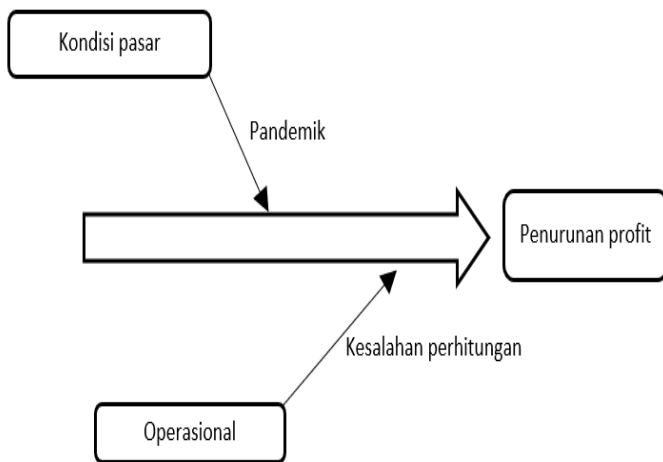 Kondisi pasar
Pandemik
Penurunan profit
Kesalahan perhitungan
Operasional